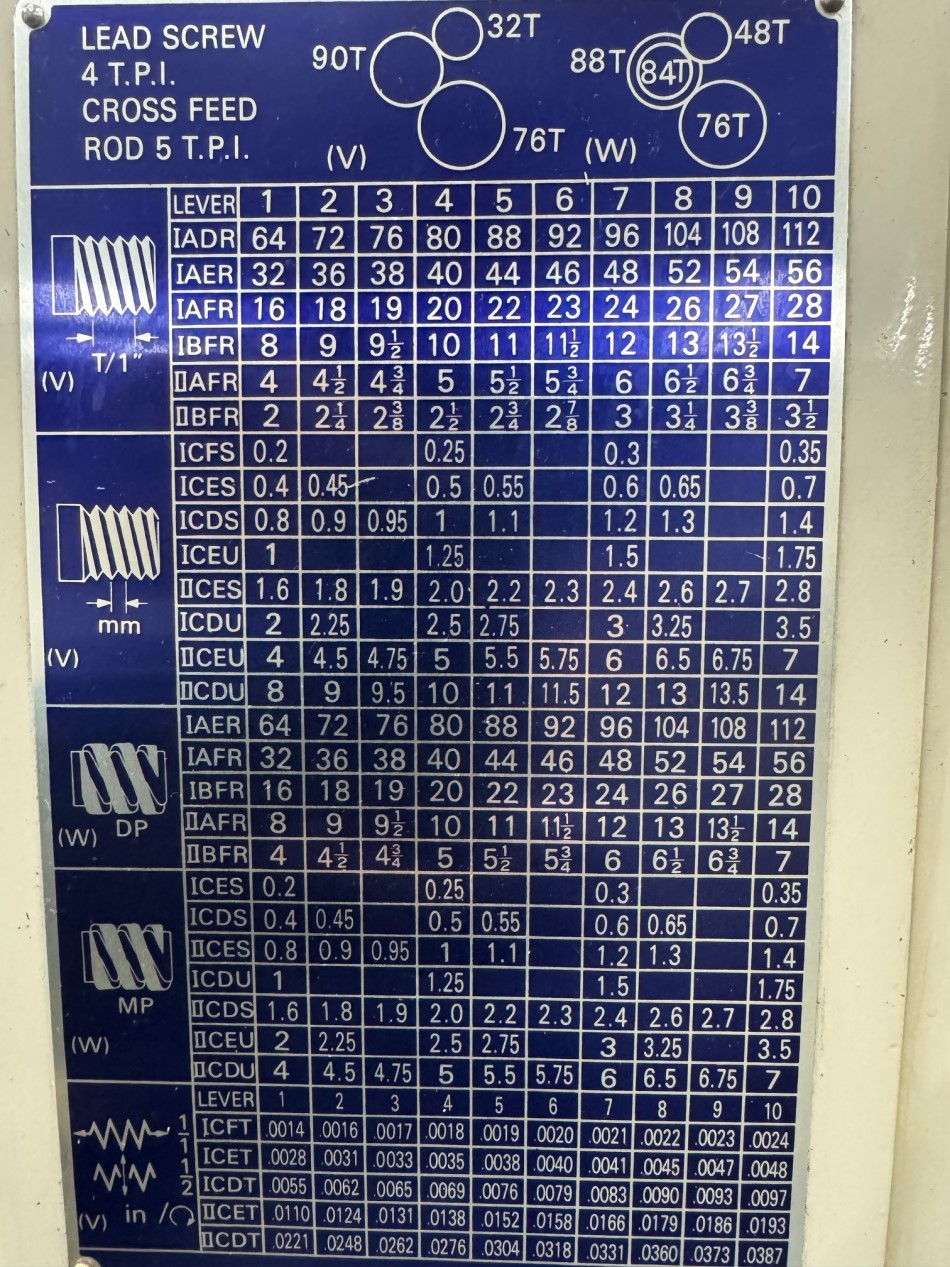 LEAD SCREW
4 T.P.I.
CROSS FEED
ROD 5 T.P.I.
90T 32T 76T (V)
88T 84T 48T 76T (W)
LEVER 1 2 3 4 5 6 7 8 9 10
T/1" (V)
IADR 64 72 76 80 88 92 96 104 108 112
IAER 32 36 38 40 44 46 48 52 54 56
IAFR 16 18 19 20 22 23 24 26 27 28
IBFR 8 9 9½ 10 11 11½ 12 13 13½ 14
ⅡAFR 4 4½ 4¾ 5 5½ 5¾ 6 6½ 6¾ 7
ⅡBFR 2 2¼ 2⅜ 2½ 2¾ 2⅞ 3 3¼ 3⅜ 3½
mm (V)
ICFS 0.2 0.25 0.3 0.35
ICES 0.4 0.45 0.5 0.55 0.6 0.65 0.7
ICDS 0.8 0.9 0.95 1 1.1 1.2 1.3 1.4
ICEU 1 1.25 1.5 1.75
ⅡCES 1.6 1.8 1.9 2.0 2.2 2.3 2.4 2.6 2.7 2.8
ICDU 2 2.25 2.5 2.75 3 3.25 3.5
ⅡCEU 4 4.5 4.75 5 5.5 5.75 6 6.5 6.75 7
ⅡCDU 8 9 9.5 10 1.1 11.5 12 13 13.5 14
DP (W)
IAER 64 72 76 80 88 92 96 104 108 112
IAFR 32 36 38 40 44 46 48 52 54 56
IBFR 16 18 19 20 22 23 24 26 27 28
ⅡAFR 8 9 9½ 10 11 11½ 12 13 13½ 14
ⅡBFR 4 4½ 4¾ 5 5½ 5¾ 6 6½ 6¾ 7
MP (W)
ICES 0.2 0.25 0.3 0.35
ICDS 0.4 0.45 0.5 0.55 0.6 0.65 0.7
ⅡCES 0.8 0.9 0.95 1 1.1 1.2 1.3 1.4
ICDU 1 1.25 1.5 1.75
ⅡCDS 1.6 1.8 1.9 2.0 2.2 2.3 2.4 2.6 2.7 2.8
ⅡCEU 2 2.25 2.5 2.75 3 3.25 3.5
ⅡCDU 4 4.5 4.75 5 5.5 5.75 6 6.5 6.75 7
LEVER 1 2 3 4 5 6 7 8 9 10
1/1 1/2 (V) in /
ICFT .0014 .0016 .0017 .0018 .0019 .0020 .0021 .0022 .0023 .0024
ICET .0028 .0031 .0033 .0035 .0038 .0040 .0041 .0045 .0047 .0048
ICDT .0055 .0062 .0065 .0069 .0076 .0079 .0083 .0090 .0093 .0097
ⅡCET .0110 .0124 .0131 .0138 .0152 .0158 .0166 .0179 .0186 .0193
ⅡCDT .0221 .0248 .0262 .0276 .0304 .0318 .0331 .0360 .0373 .0387